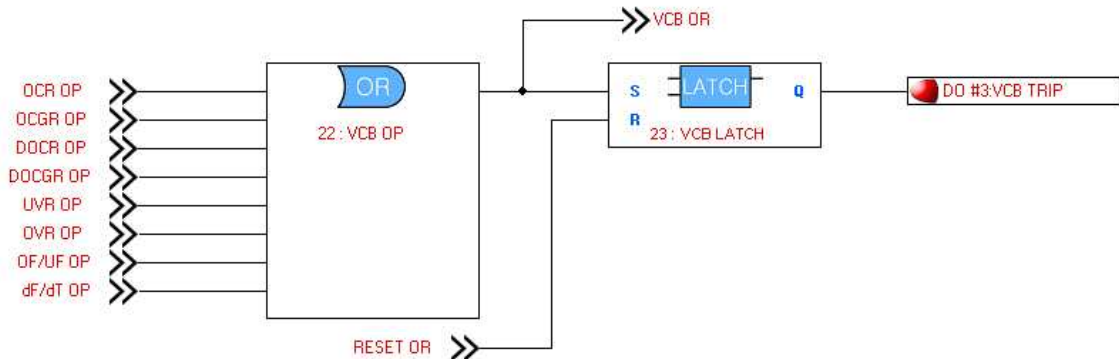 VCB OR
OCR OP
OCGR OP
DOCR OP
DOCGR OP
UVR OP
OVR OP
OF/UF OP
dF/dT OP
OR
22 : VCB OP
RESET OR
S
R
LATCH
Q
23 : VCB LATCH
DO #3:VCB TRIP